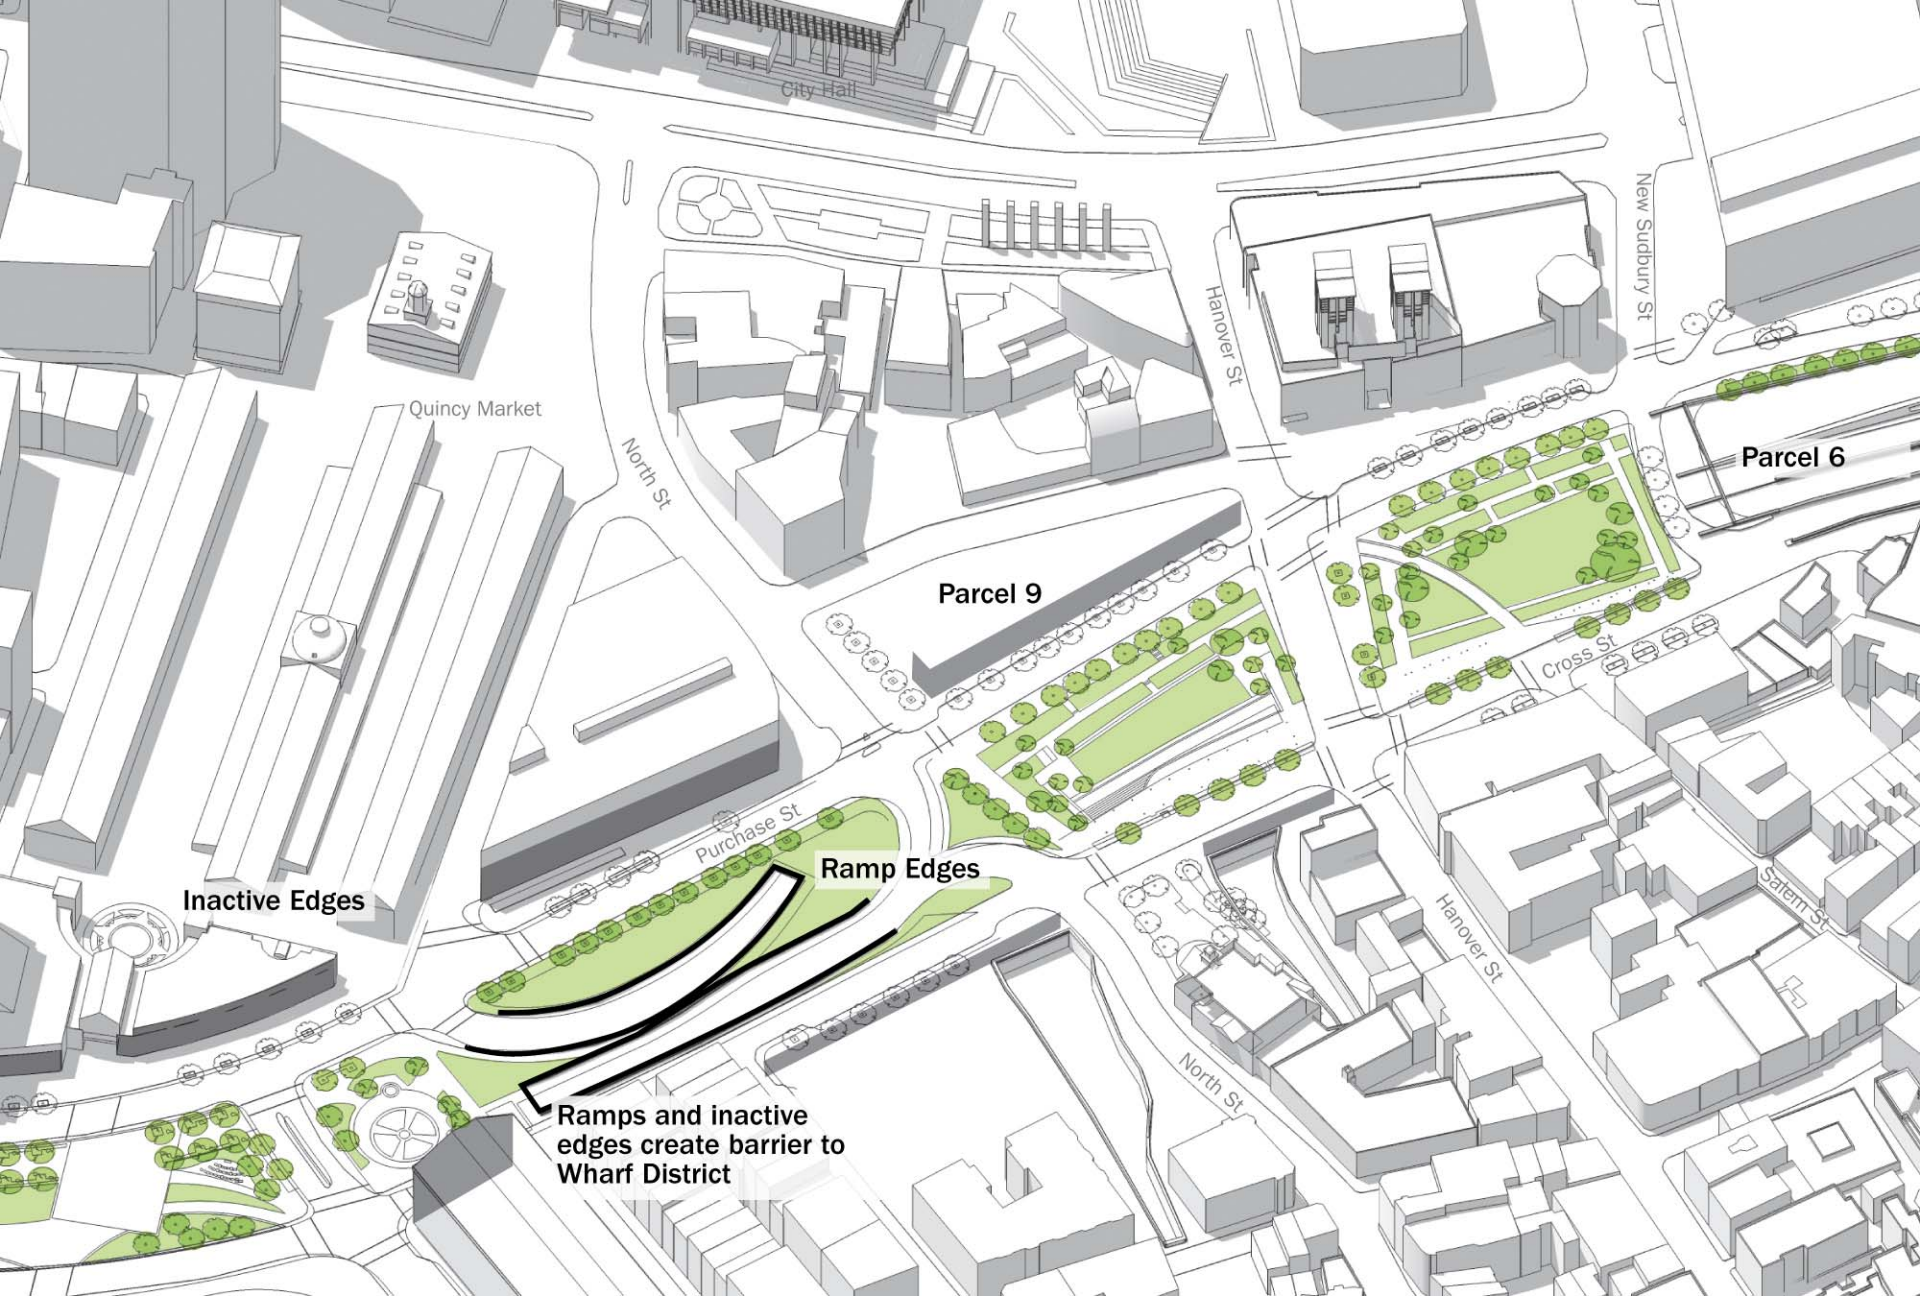 City Hall
New Sudbury St
Hanover St
Quincy Market
North St
Parcel 6
Parcel 9
Cross St
Purchase St
Ramp Edges
Inactive Edges
Salem St
Hanover St
North St
Ramps and inactive
edges create barrier to
Wharf District